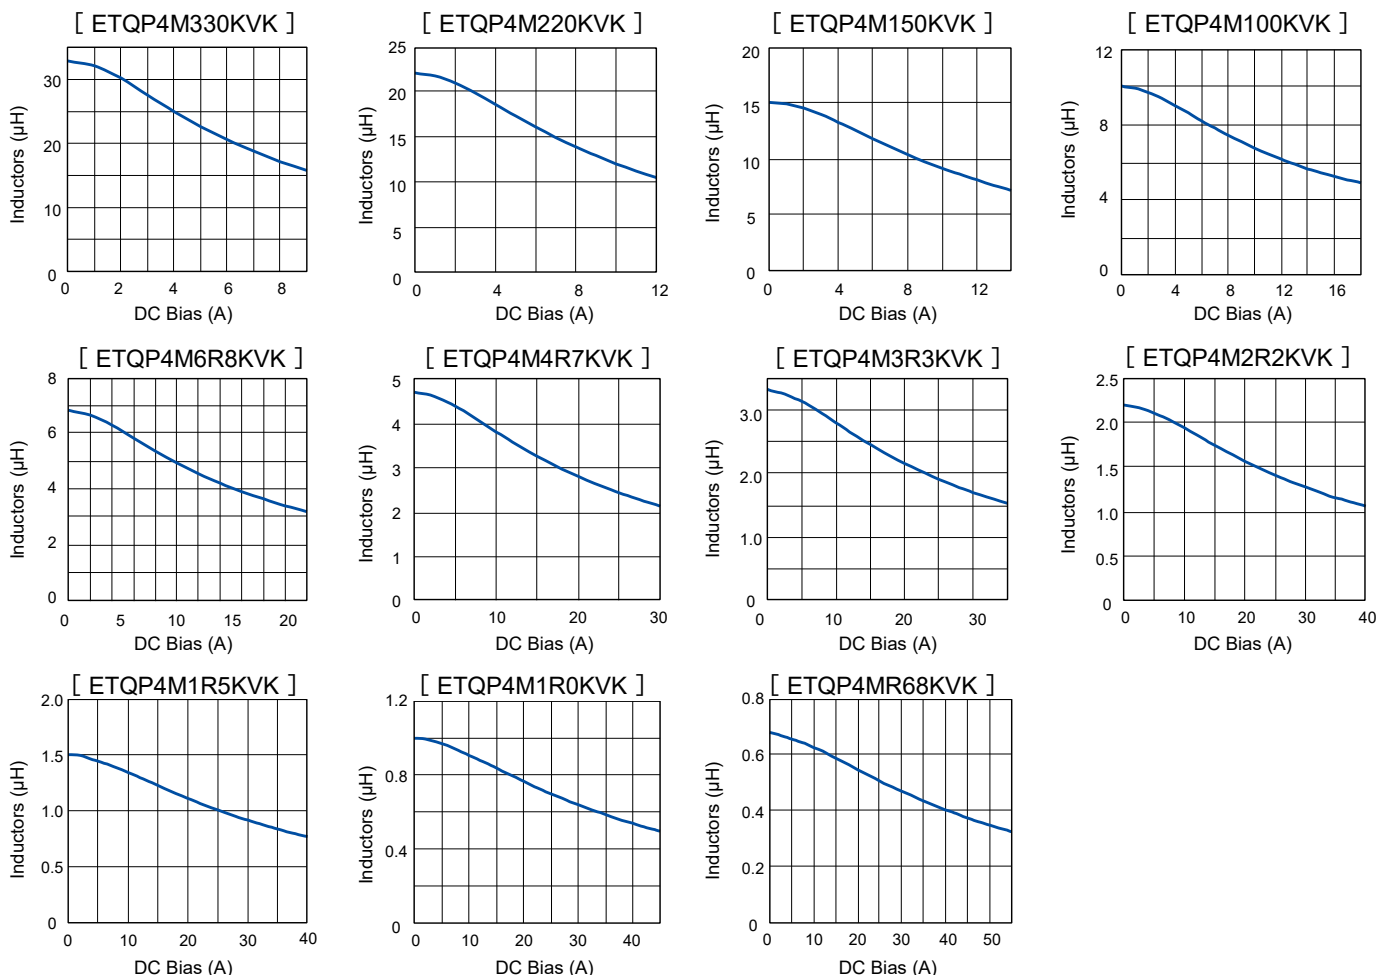 [ ETQP4M330KVK ]
Inductors (µH)
30
20
10
0
0 2 4 6 8
DC Bias (A)
[ ETQP4M220KVK ]
Inductors (µH)
25
20
15
10
5
0
0 4 8 12
DC Bias (A)
[ ETQP4M150KVK ]
Inductors (µH)
20
15
10
5
0
0 4 8 12
DC Bias (A)
[ ETQP4M100KVK ]
Inductors (µH)
12
8
4
0
0 4 8 12 16
DC Bias (A)
[ ETQP4M6R8KVK ]
Inductors (µH)
8
6
4
2
0
0 5 10 15 20
DC Bias (A)
[ ETQP4M4R7KVK ]
Inductors (µH)
5
4
3
2
1
0
0 10 20 30
DC Bias (A)
[ ETQP4M3R3KVK ]
Inductors (µH)
3.0
2.0
1.0
0
0 10 20 30
DC Bias (A)
[ ETQP4M2R2KVK ]
Inductors (µH)
2.5
2.0
1.5
1.0
0.5
0
0 10 20 30 40
DC Bias (A)
[ ETQP4M1R5KVK ]
Inductors (µH)
2.0
1.5
1.0
0.5
0
0 10 20 30 40
DC Bias (A)
[ ETQP4M1R0KVK ]
Inductors (µH)
1.2
0.8
0.4
0
0 10 20 30 40
DC Bias (A)
[ ETQP4MR68KVK ]
Inductors (µH)
0.8
0.6
0.4
0.2
0
0 10 20 30 40 50
DC Bias (A)